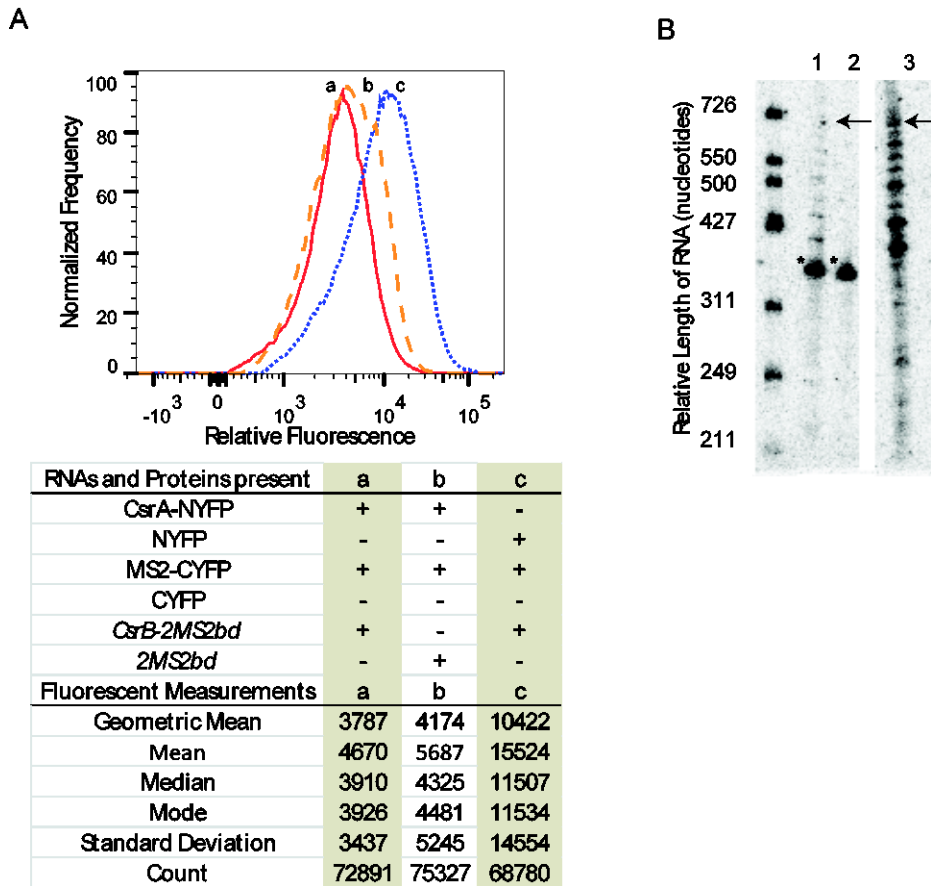 A
a b c
100
80
60
40
20
0
Normalized Frequency
-10³ 0 10³ 10⁴ 10⁵
Relative Fluorescence
RNAs and Proteins present a b c
CsrA-NYFP + + -
NYFP - - +
MS2-CYFP + + +
CYFP - - -
CsrB-2MS2bd + - +
2MS2bd - + -
Fluorescent Measurements a b c
Geometric Mean 3787 4174 10422
Mean 4670 5687 15524
Median 3910 4325 11507
Mode 3926 4481 11534
Standard Deviation 3437 5245 14554
Count 72891 75327 68780
B
1 2 3
Relative Length of RNA (nucleotides)
726
550
500
427
* *
311
249
211